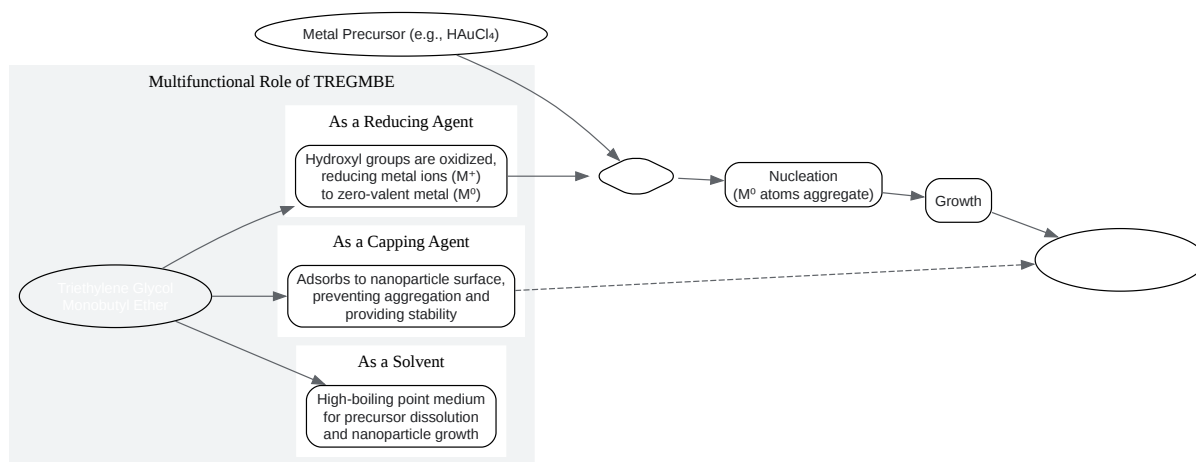 Metal Precursor (e.g., HAuCl₄)
Multifunctional Role of TREGMBE
As a Reducing Agent
Hydroxyl groups are oxidized,
reducing metal ions (M⁺)
to zero-valent metal (M⁰)
Nucleation
(M⁰ atoms aggregate)
Growth
As a Capping Agent
Adsorbs to nanoparticle surface,
preventing aggregation and
providing stability
Triethylene Glycol
Monobutyl Ether
As a Solvent
High-boiling point medium
for precursor dissolution
and nanoparticle growth